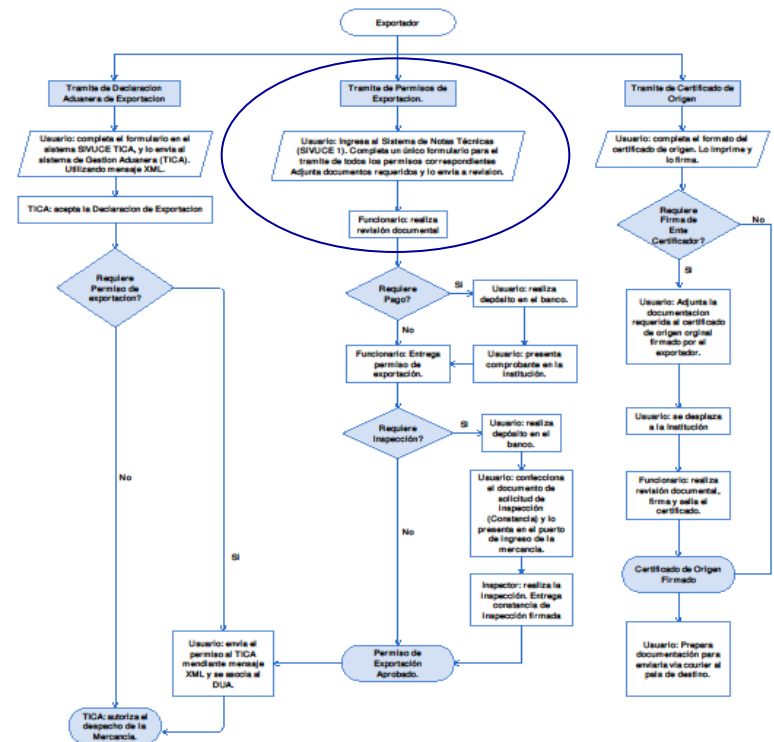 Exportador
Tramite de Declaracion
Aduanera de Exportacion
Usuario: completa el formulario en el
sistema SIVUCE TICA, y lo envia al
sistema de Gestion Aduanera (TICA).
Utilizando mensaje XML.
TICA: acepta la Declaracion de Exportacion
Requiere
Permiso de
exportacion?
No
Si
Usuario: envia el
permiso al TICA
mendiante mensaje
XML y se asocia al
DUA.
TICA: autoriza el
despacho de la
Mercancia.
Tramite de Permisos de
Exportacion.
Usuario: Ingresa al Sistema de Notas Técnicas
(SIVUCE 1). Completa un único formulario para el
tramite de todos los permisos correspondientes
Adjunta documentos requeridos y lo envia a revision.
Funcionario: realiza
revisión documental
Requiere
Pago?
Si
No
Usuario: realiza
depósito en el banco.
Usuario: presenta
comprobante en la
institución.
Funcionario: Entrega
permiso de
exportación.
Requiere
Inspección?
Si
No
Usuario: realiza
depósito en el
banco.
Usuario: confecciona
el documento de
solicitud de
inspección
(Constancia) y lo
presenta en el puerto
de ingreso de la
mercancia.
Inspector: realiza la
inspección. Entrega
constancia de
inspección firmada
Permiso de
Exportación
Aprobado.
Tramite de Certificado de
Origen
Usuario: completa el formato del
certificado de origen. Lo imprime y
lo firma.
Requiere
Firma de
Ente
Certificador?
No
Si
Usuario: Adjunta la
documentacion
requerida al certificado
de origen orginal
firmado por el
exportador.
Usuario: se desplaza
a la institución
Funcionario: realiza
revisión documental,
firma y sella el
certificado.
Certificado de Origen
Firmado
Usuario: Prepara
documentación para
enviarla via courier al
pais de destino.